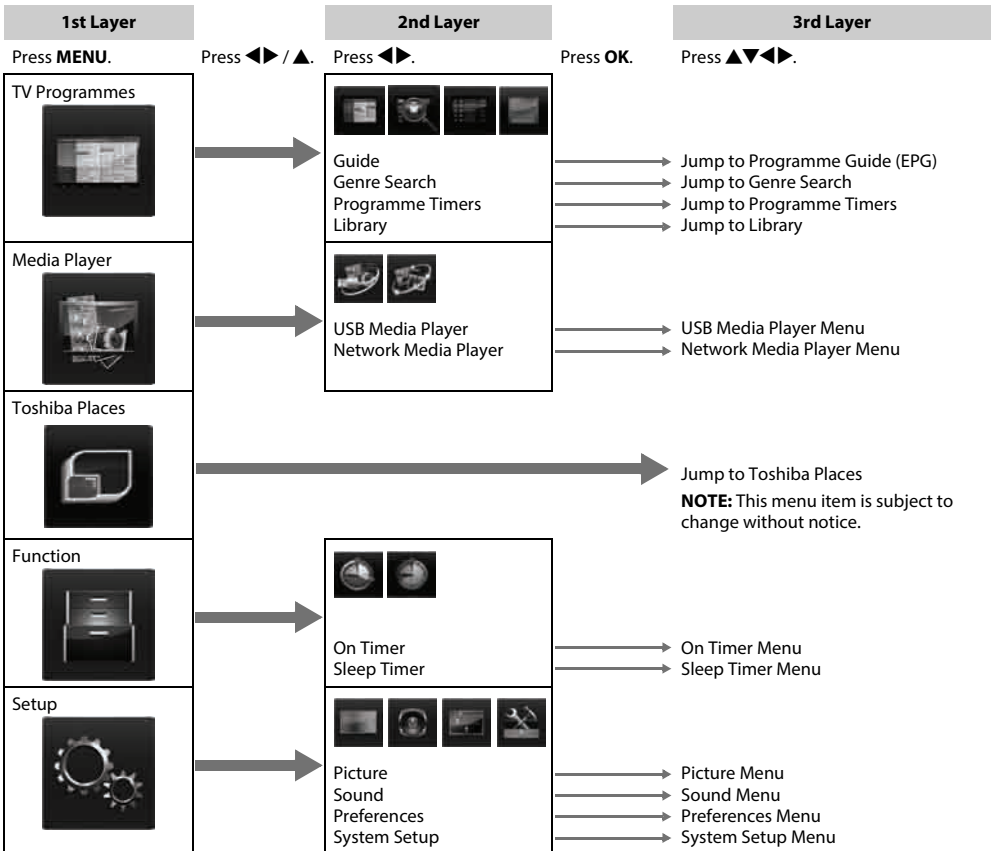 1st Layer
2nd Layer
3rd Layer
Press MENU.
Press ◀▶ / ▲.
Press ◀▶.
Press OK.
Press ▲▼◀▶.
TV Programmes
Guide
Genre Search
Programme Timers
Library
Jump to Programme Guide (EPG)
Jump to Genre Search
Jump to Programme Timers
Jump to Library
Media Player
USB Media Player
Network Media Player
USB Media Player Menu
Network Media Player Menu
Toshiba Places
Jump to Toshiba Places
NOTE: This menu item is subject to
change without notice.
Function
On Timer
Sleep Timer
On Timer Menu
Sleep Timer Menu
Setup
Picture
Sound
Preferences
System Setup
Picture Menu
Sound Menu
Preferences Menu
System Setup Menu